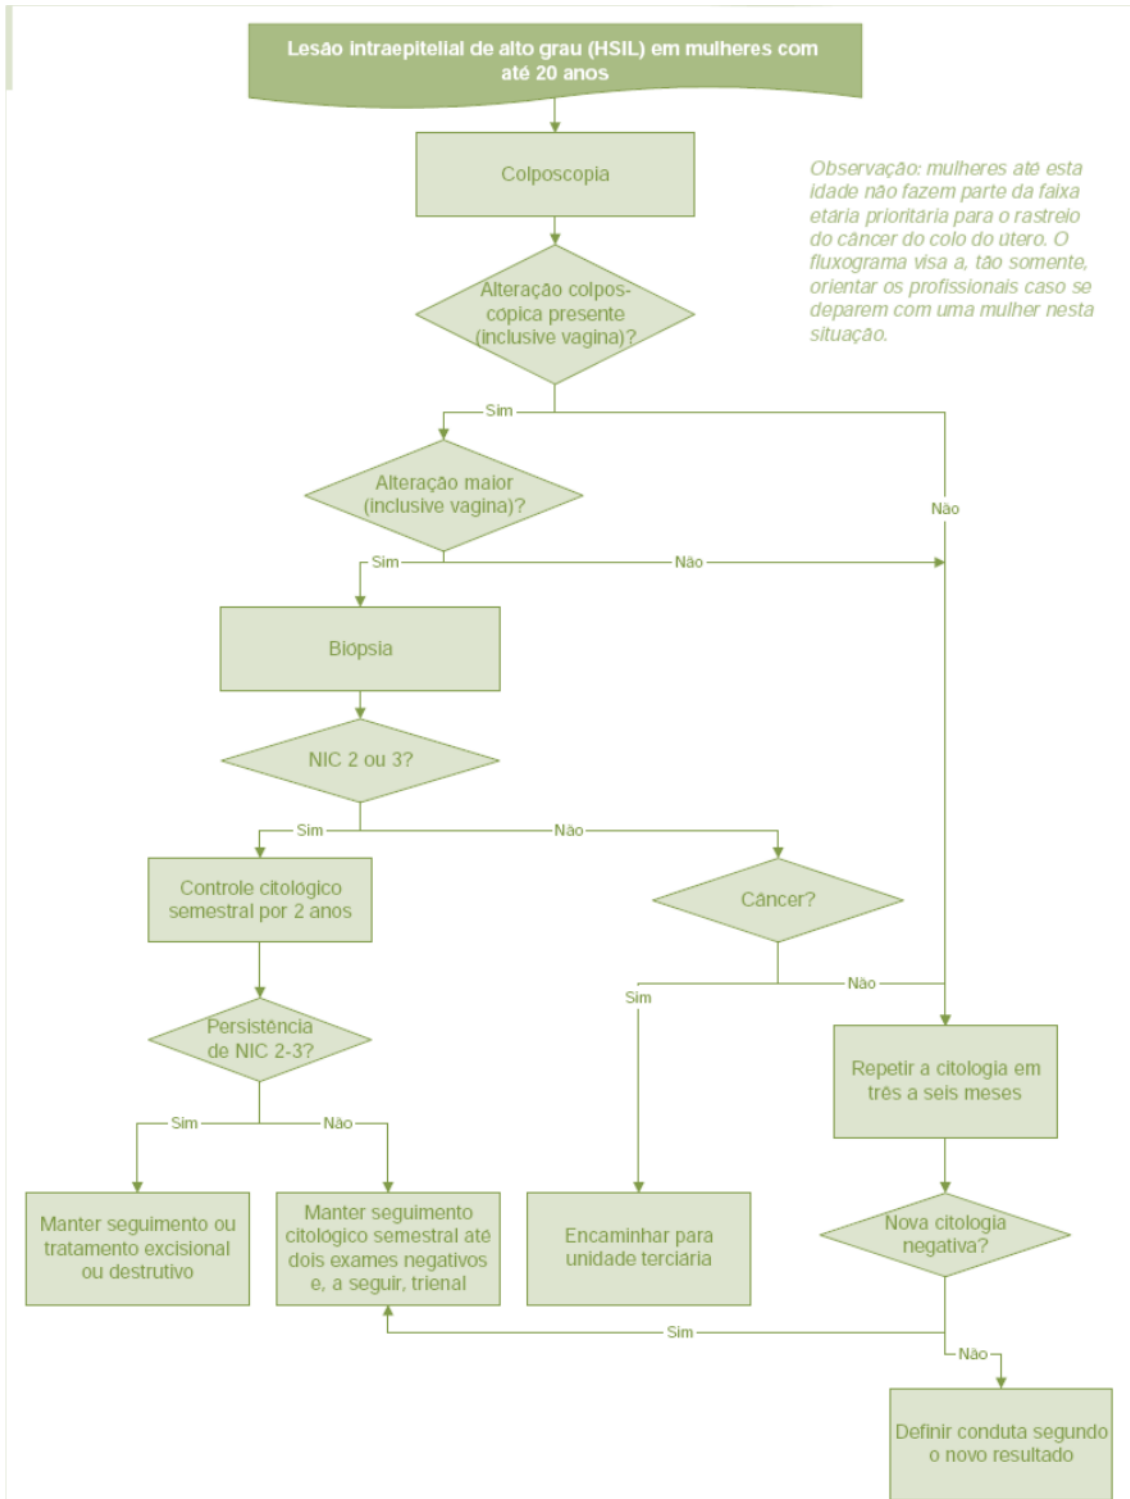 Lesão intraepitelial de alto grau (HSIL) em mulheres com
até 20 anos
Colposcopia
Observação: mulheres até esta
idade não fazem parte da faixa
etária prioritária para o rastreio
do câncer do colo do útero. O
fluxograma visa a, tão somente,
orientar os profissionais caso se
deparem com uma mulher nesta
situação.
Alteração colpos-
cópica presente
(inclusive vagina)?
Sim
Alteração maior
(inclusive vagina)?
Não
Sim
Não
Biópsia
NIC 2 ou 3?
Sim
Não
Controle citológico
semestral por 2 anos
Câncer?
Sim
Não
Persistência
de NIC 2-3?
Repetir a citologia em
três a seis meses
Sim
Não
Manter seguimento ou
tratamento excisional
ou destrutivo
Manter seguimento
citológico semestral até
dois exames negativos
e, a seguir, trienal
Encaminhar para
unidade terciária
Nova citologia
negativa?
Sim
Não
Definir conduta segundo
o novo resultado